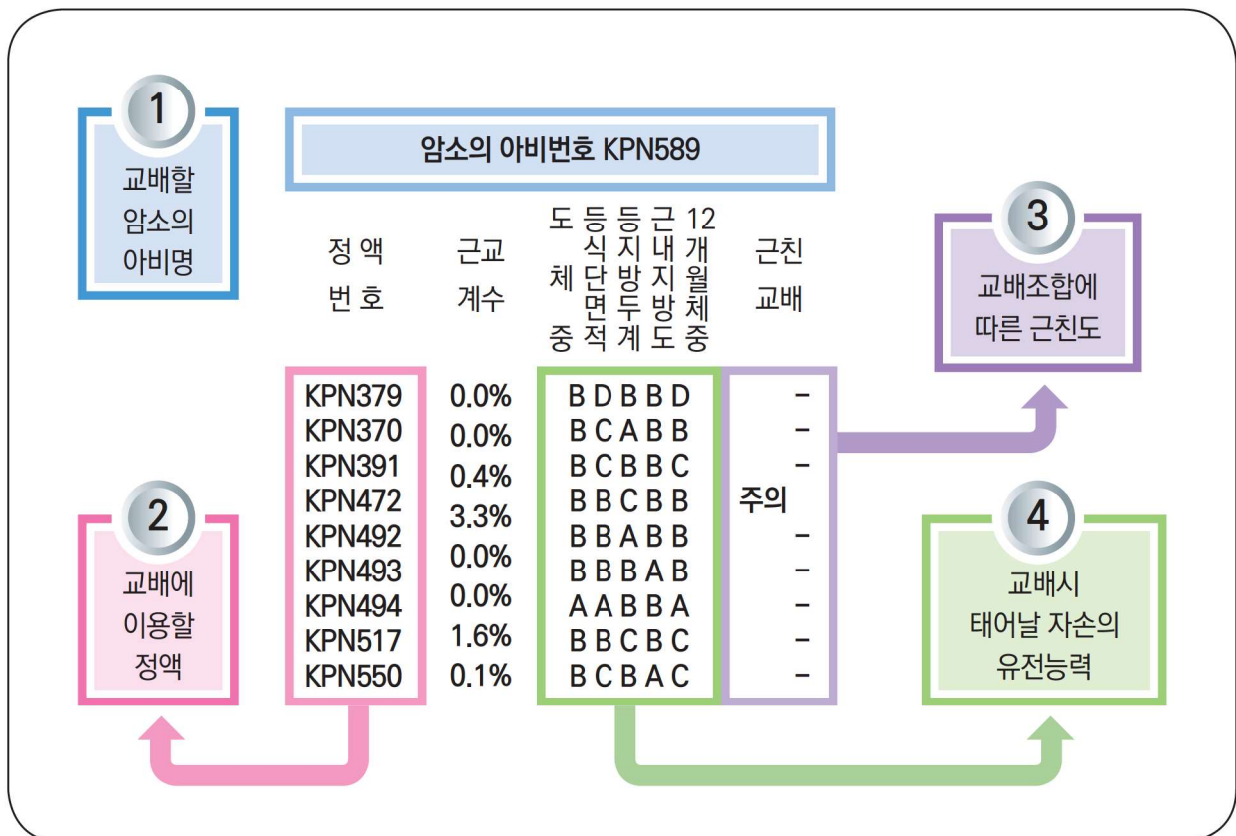 1
교배할
암소의
아비명
암소의 아비번호 KPN589
정액
번호
근교
계수
도체중
등식단면적
등지방두계
근내지방도
12개월체중
근친
교배
KPN379 0.0% B D B B D -
KPN370 0.0% B C A B B -
KPN391 0.4% B C B B C -
KPN472 3.3% B B C B B 주의
KPN492 0.0% B B A B B -
KPN493 0.0% B B B A B -
KPN494 1.6% A A B B A -
KPN517 0.1% B B C B C -
KPN550 B C B A C -
2
교배에
이용할
정액
3
교배조합에
따른 근친도
4
교배시
태어날 자손의
유전능력